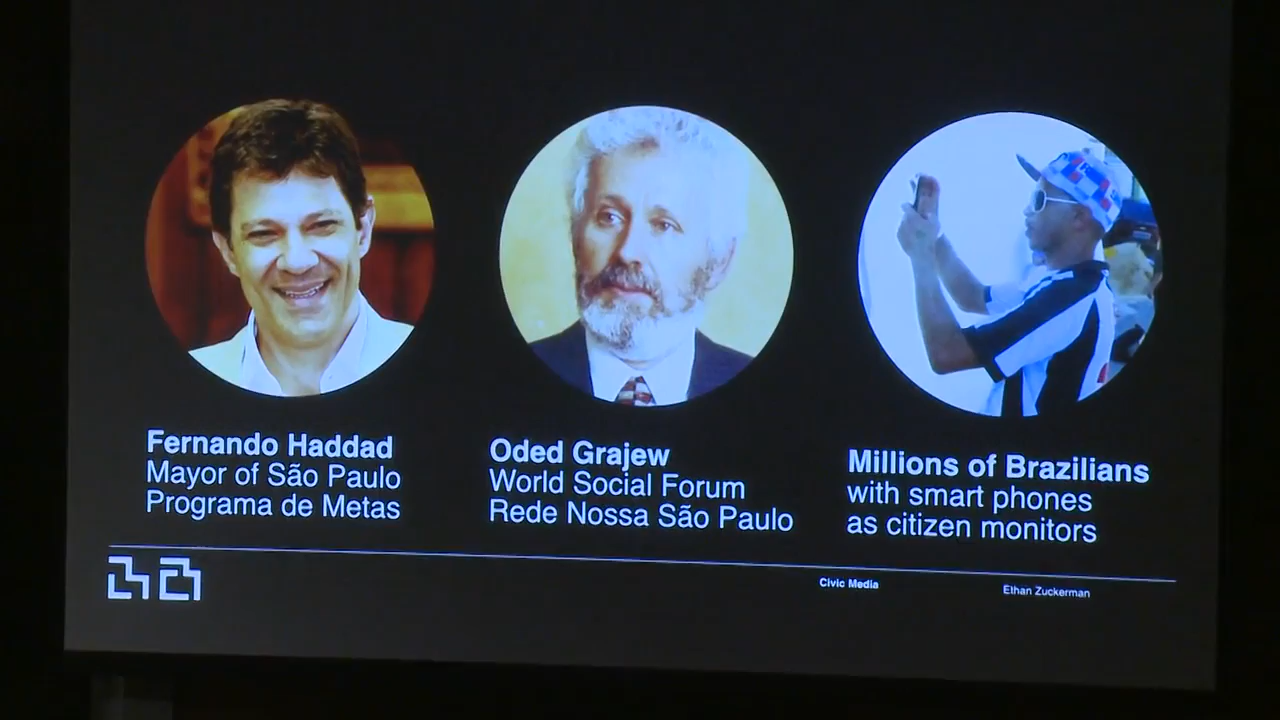 Fernando Haddad
Mayor of São Paulo
Programa de Metas
Oded Grajew
World Social Forum
Rede Nossa São Paulo
Millions of Brazilians
with smart phones
as citizen monitors
Civic Media
Ethan Zuckerman